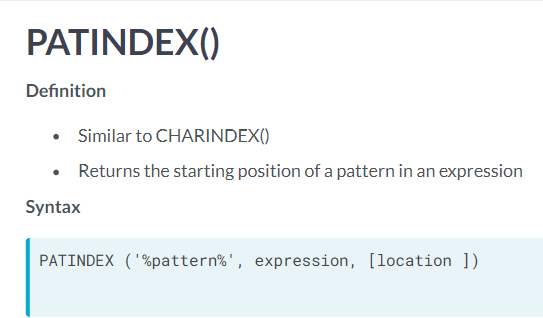 PATINDEX()
Definition
• Similar to CHARINDEX()
• Returns the starting position of a pattern in an expression
Syntax
PATINDEX ('%pattern%', expression, [location ])